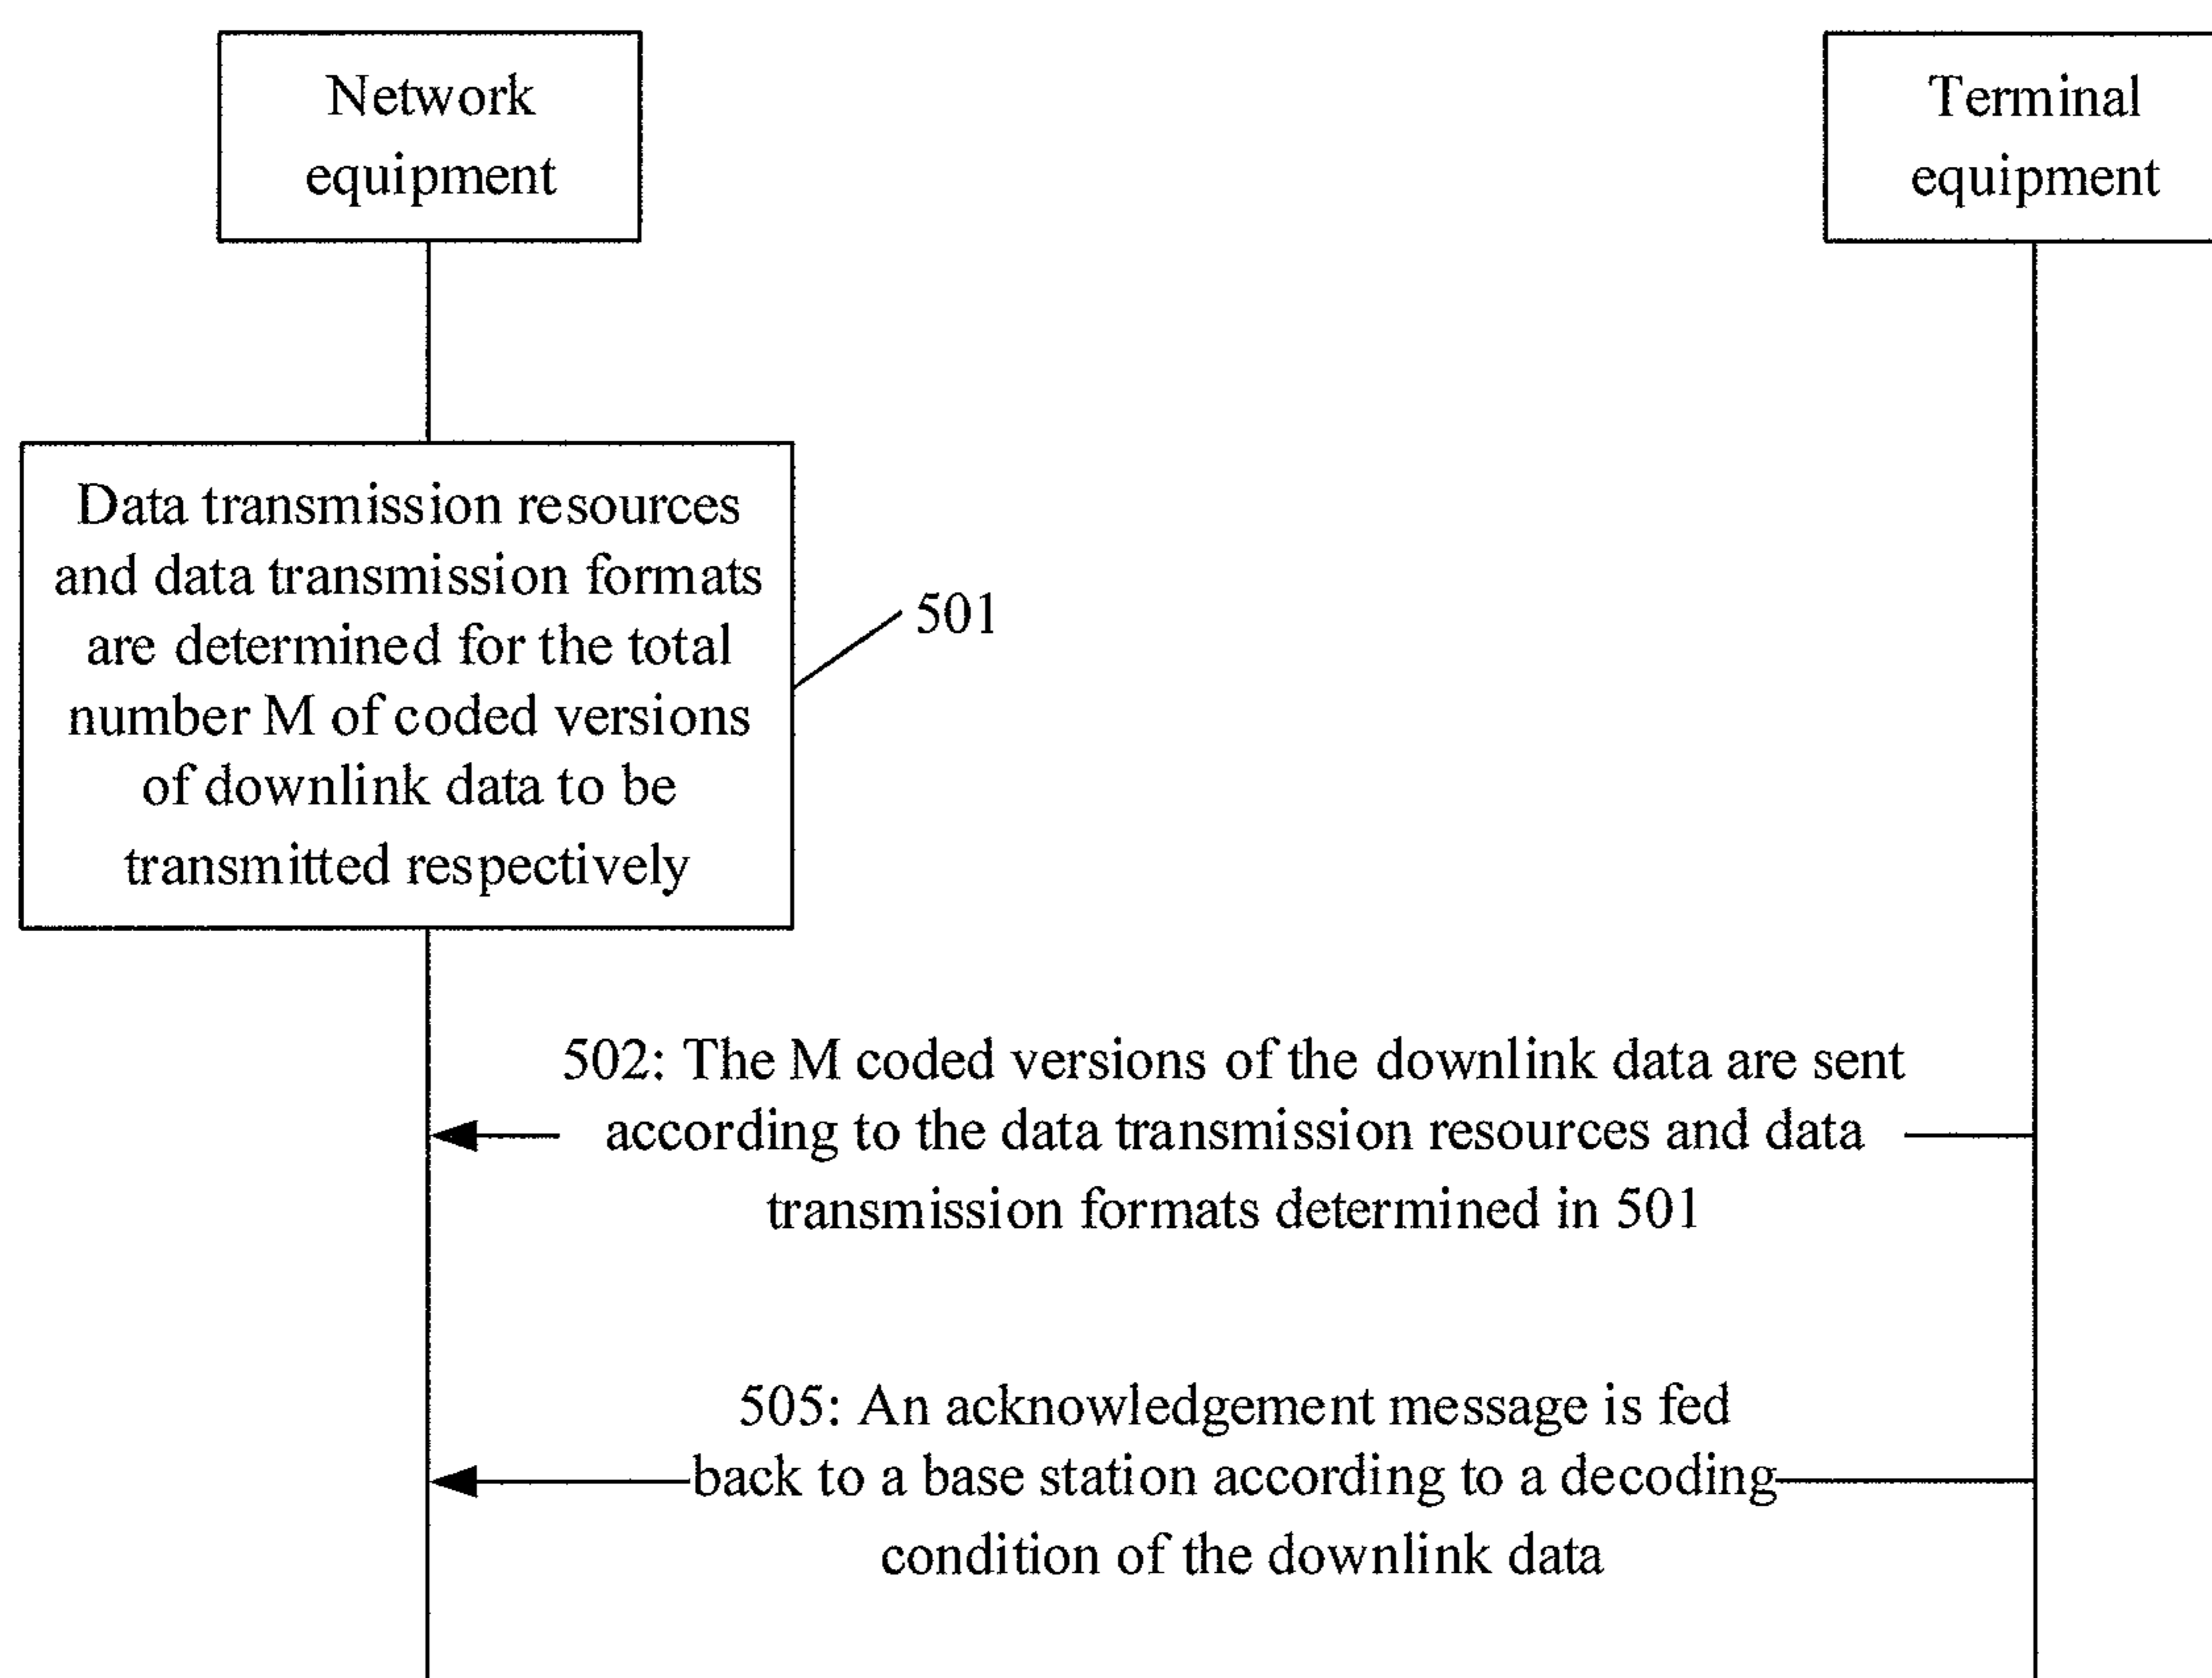 Network
equipment
Terminal
equipment
Data transmission resources
and data transmission formats
are determined for the total
number M of coded versions
of downlink data to be
transmitted respectively
501
502: The M coded versions of the downlink data are sent
according to the data transmission resources and data
transmission formats determined in 501
505: An acknowledgement message is fed
back to a base station according to a decoding
condition of the downlink data